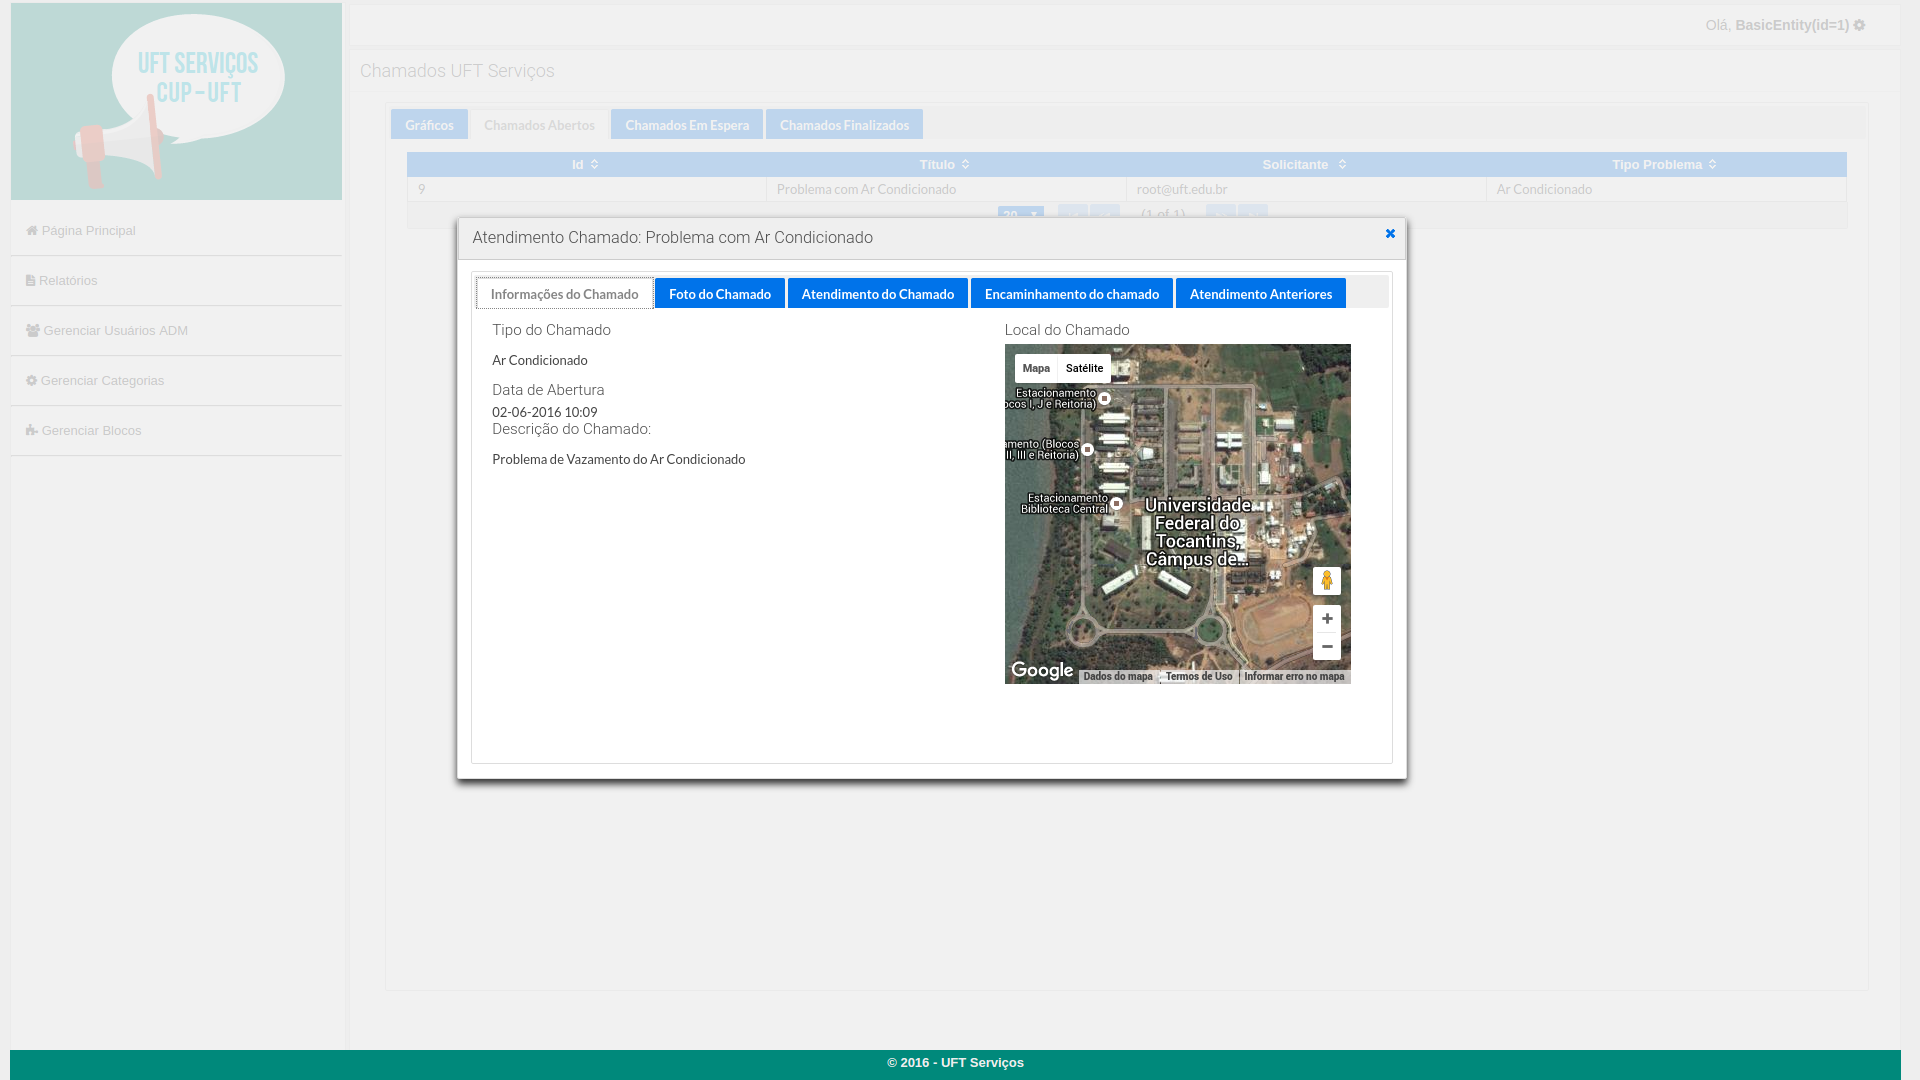 UFT SERVIÇOS
CUP-UFT
Olá, BasicEntity(id=1)
Chamados UFT Serviços
Página Principal
Relatórios
Gerenciar Usuários ADM
Gerenciar Categorias
Gerenciar Blocos
Gráficos Chamados Abertos Chamados Em Espera Chamados Finalizados
Id Título Solicitante Tipo Problema
9 Problema com Ar Condicionado root@uft.edu.br Ar Condicionado
20 (1 of 1)
Atendimento Chamado: Problema com Ar Condicionado
Informações do Chamado Foto do Chamado Atendimento do Chamado Encaminhamento do chamado Atendimento Anteriores
Tipo do Chamado
Ar Condicionado
Data de Abertura
02-06-2016 10:09
Descrição do Chamado:
Problema de Vazamento do Ar Condicionado
Local do Chamado
Mapa Satélite
Estacionamento
ocos I, J e Reitoria)
amento (Blocos
II, III e Reitoria)
Estacionamento
Biblioteca Central
Universidade
Federal do
Tocantins,
Câmpus de...
Google Dados do mapa Termos de Uso Informar erro no mapa
© 2016 - UFT Serviços